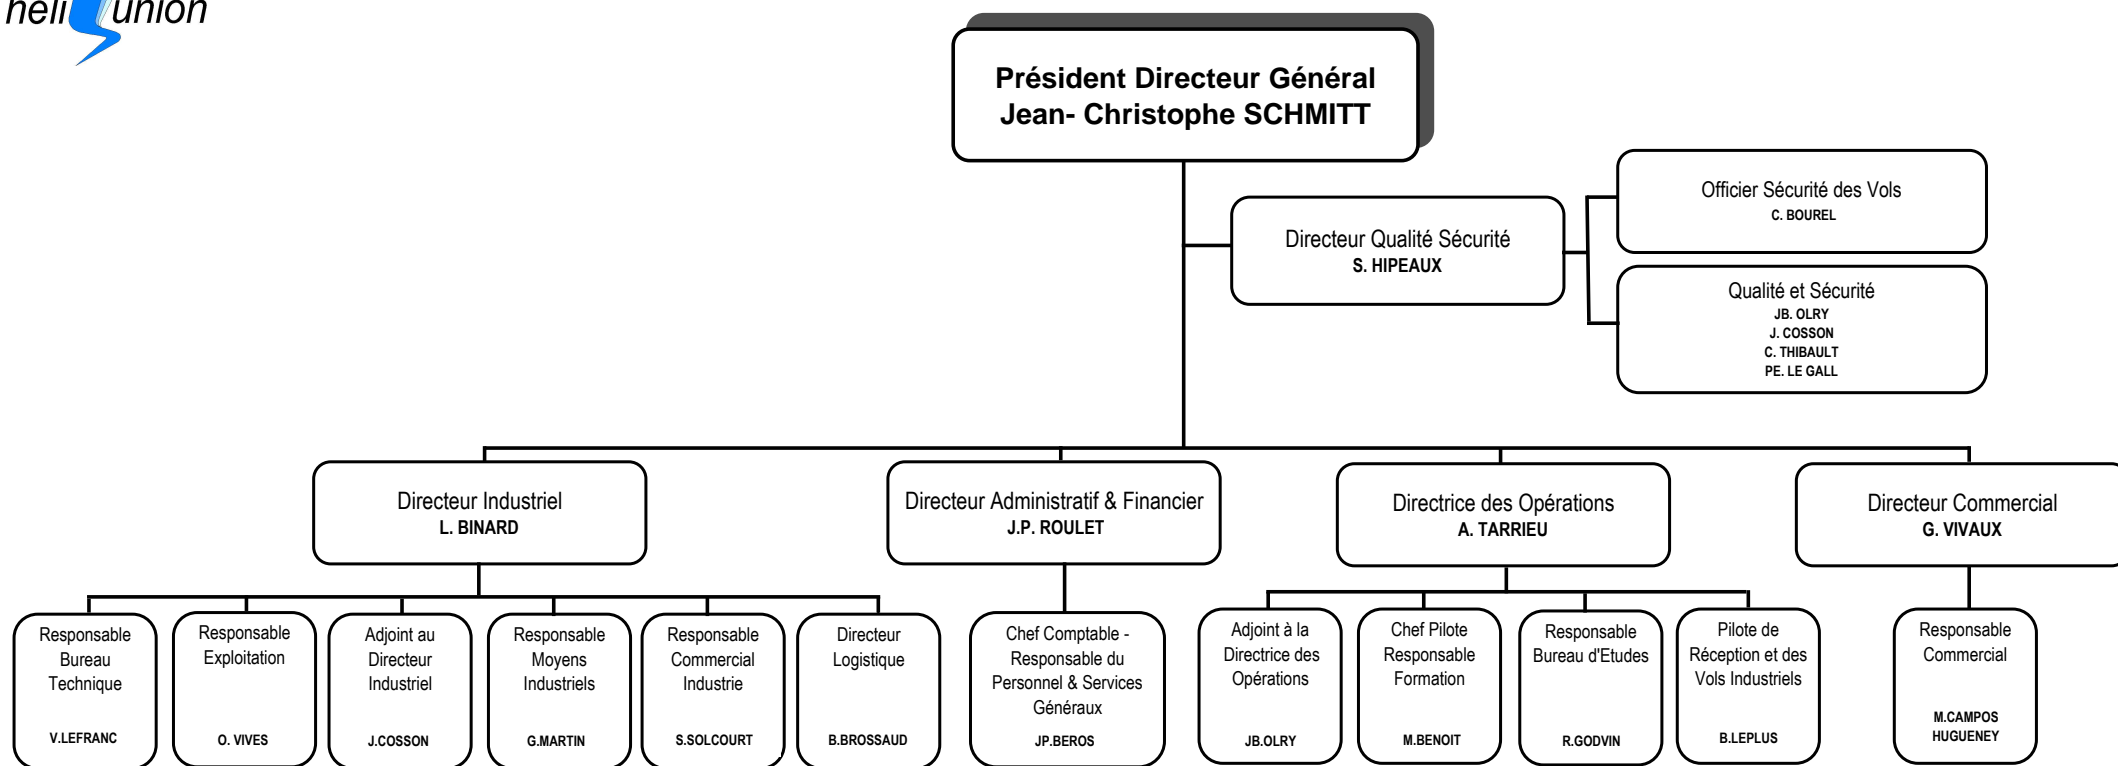 heli union
Président Directeur Général
Jean- Christophe SCHMITT
Officier Sécurité des Vols
C. BOUREL
Directeur Qualité Sécurité
S. HIPEAUX
Qualité et Sécurité
JB. OLRY
J. COSSON
C. THIBAULT
PE. LE GALL
Directeur Industriel
L. BINARD
Directeur Administratif & Financier
J.P. ROULET
Directrice des Opérations
A. TARRIEU
Directeur Commercial
G. VIVAUX
Responsable
Bureau
Technique
V.LEFRANC
Responsable
Exploitation
O. VIVES
Adjoint au
Directeur
Industriel
J.COSSON
Responsable
Moyens
Industriels
G.MARTIN
Responsable
Commercial
Industrie
S.SOLCOURT
Directeur
Logistique
B.BROSSAUD
Chef Comptable -
Responsable du
Personnel & Services
Généraux
JP.BEROS
Adjoint à la
Directrice des
Opérations
JB.OLRY
Chef Pilote
Responsable
Formation
M.BENOIT
Responsable
Bureau d'Etudes
R.GODVIN
Pilote de
Réception et des
Vols Industriels
B.LEPLUS
Responsable
Commercial
M.CAMPOS
HUGUENEY